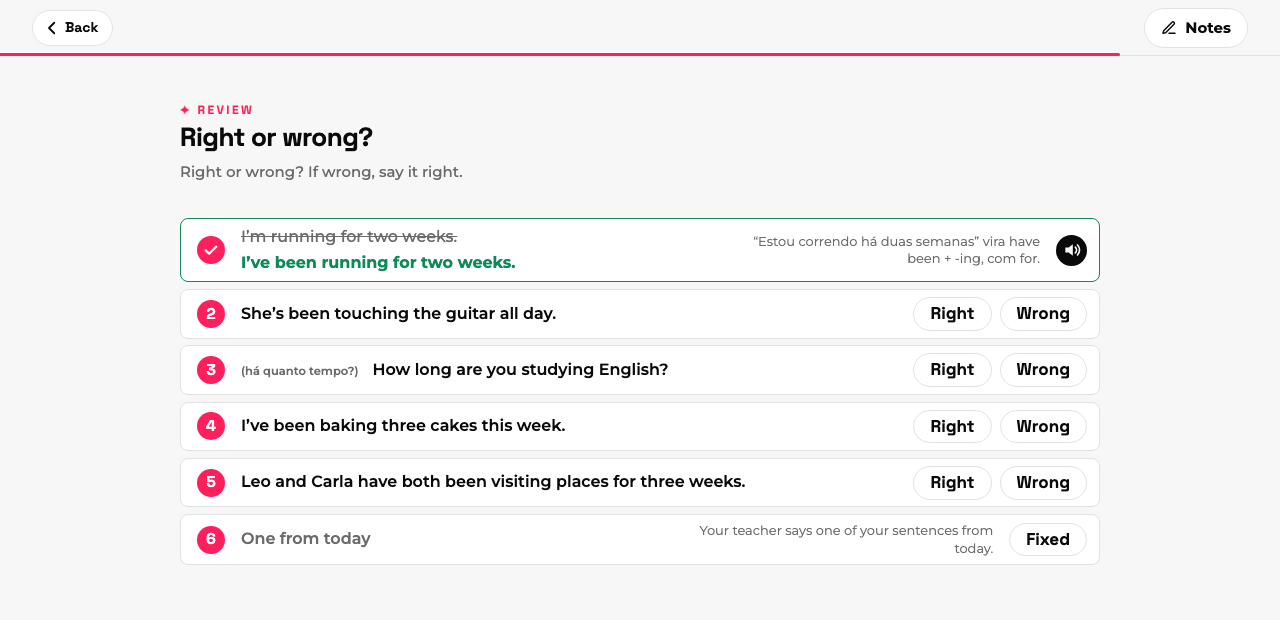 Back
Notes
REVIEW
Right or wrong?
Right or wrong? If wrong, say it right.
I’m running for two weeks.
I’ve been running for two weeks.
“Estou correndo há duas semanas” vira have
been + -ing, com for.
2 She’s been touching the guitar all day. Right Wrong
3 (há quanto tempo?) How long are you studying English? Right Wrong
4 I’ve been baking three cakes this week. Right Wrong
5 Leo and Carla have both been visiting places for three weeks. Right Wrong
6 One from today
Your teacher says one of your sentences from
today.
Fixed